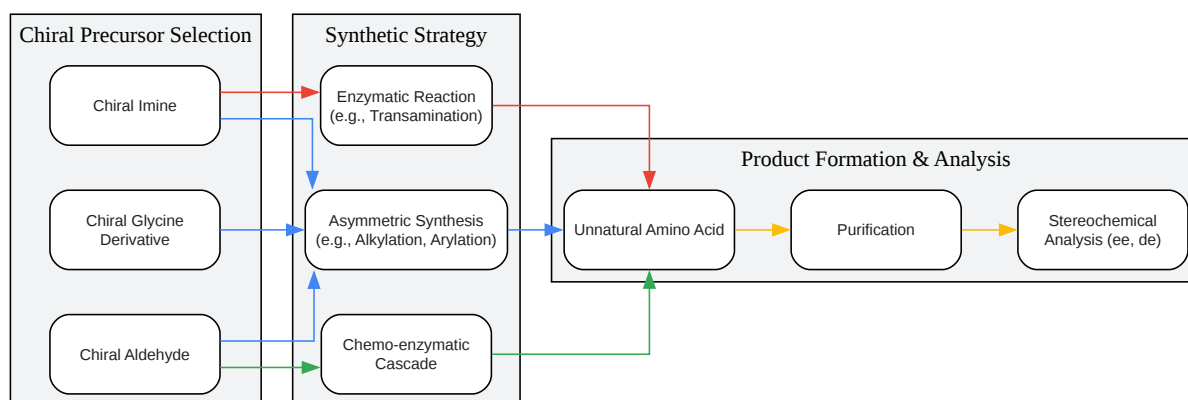 Chiral Precursor Selection
Chiral Imine
Chiral Glycine
Derivative
Chiral Aldehyde
Synthetic Strategy
Enzymatic Reaction
(e.g., Transamination)
Asymmetric Synthesis
(e.g., Alkylation, Arylation)
Chemo-enzymatic
Cascade
Product Formation & Analysis
Unnatural Amino Acid
Purification
Stereochemical
Analysis (ee, de)